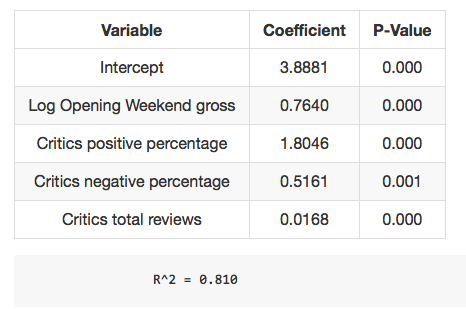 Variable Coefficient P-Value
Intercept 3.8881 0.000
Log Opening Weekend gross 0.7640 0.000
Critics positive percentage 1.8046 0.000
Critics negative percentage 0.5161 0.001
Critics total reviews 0.0168 0.000
R^2 = 0.810